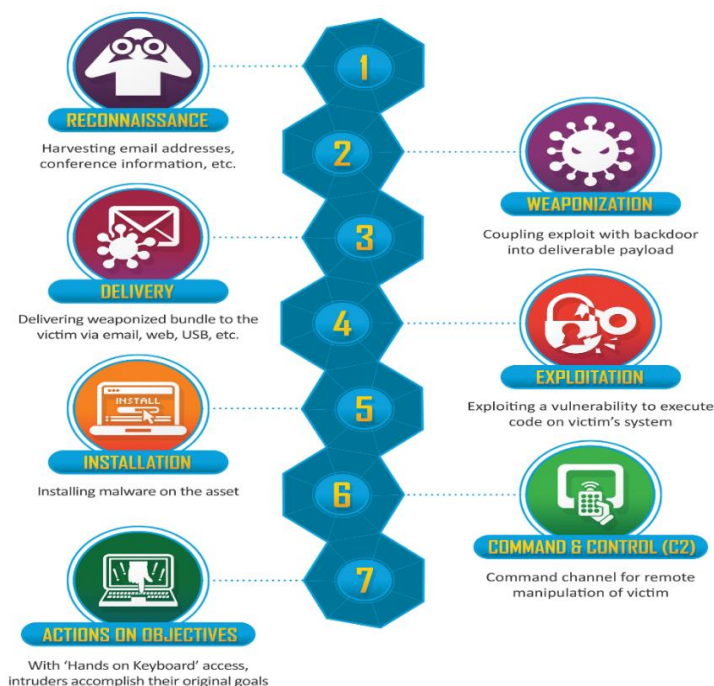 1
RECONNAISSANCE
Harvesting email addresses,
conference information, etc.
2
WEAPONIZATION
Coupling exploit with backdoor
into deliverable payload
3
DELIVERY
Delivering weaponized bundle to the
victim via email, web, USB, etc.
4
EXPLOITATION
Exploiting a vulnerability to execute
code on victim's system
5
INSTALL
INSTALLATION
Installing malware on the asset
6
COMMAND & CONTROL (C2)
Command channel for remote
manipulation of victim
7
ACTIONS ON OBJECTIVES
With ‘Hands on Keyboard’ access,
intruders accomplish their original goals